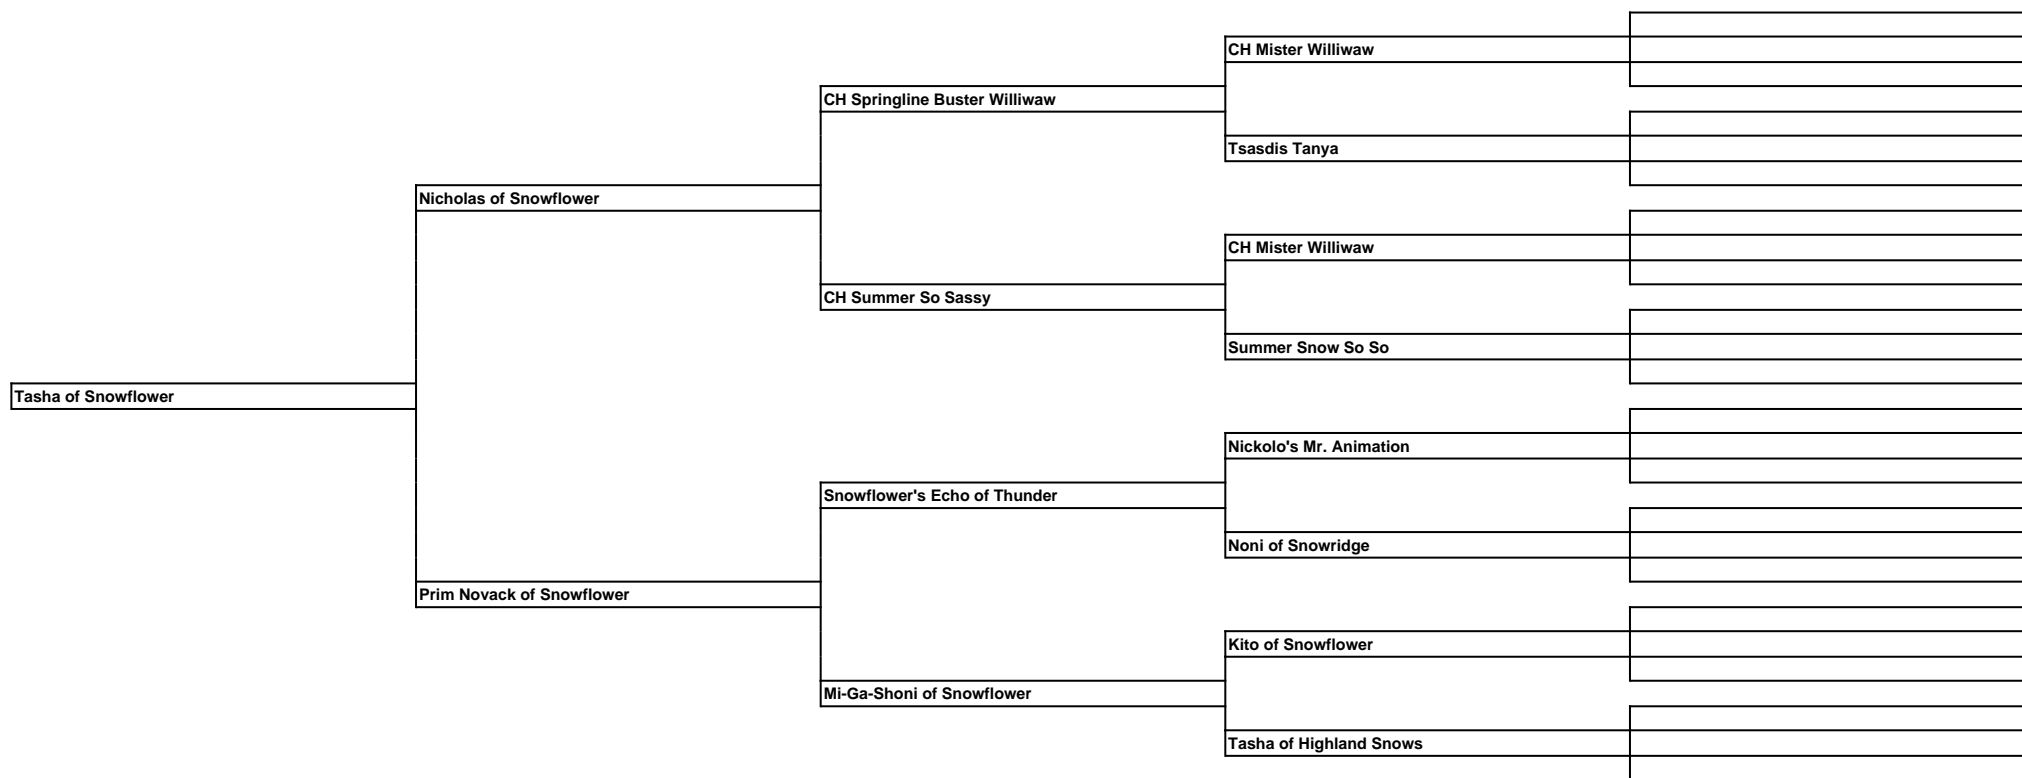 CH Mister Williwaw
CH Springline Buster Williwaw
Tsasdis Tanya
Nicholas of Snowflower
CH Mister Williwaw
CH Summer So Sassy
Summer Snow So So
Tasha of Snowflower
Nickolo's Mr. Animation
Snowflower's Echo of Thunder
Noni of Snowridge
Prim Novack of Snowflower
Kito of Snowflower
Mi-Ga-Shoni of Snowflower
Tasha of Highland Snows